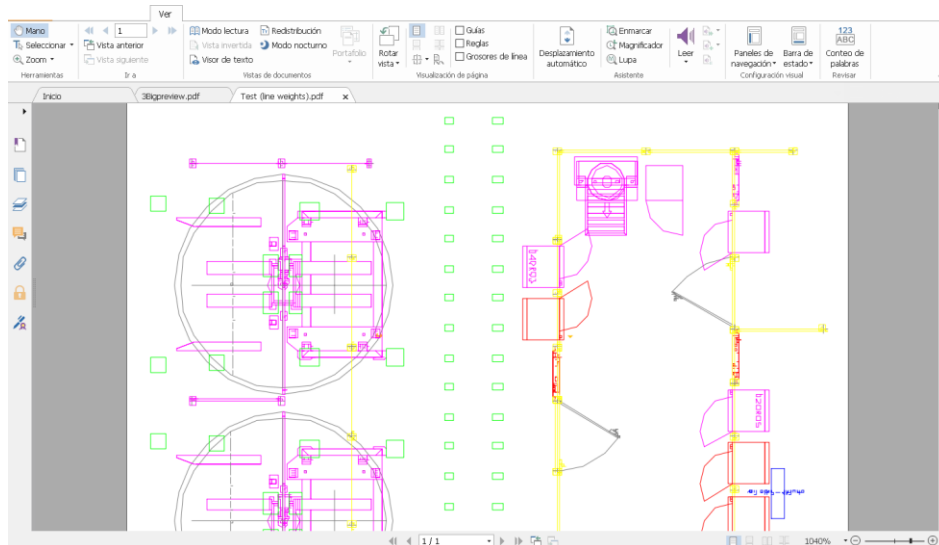 Ver
Mano
Seleccionar
Zoom
Herramientas
1
Vista anterior
Vista siguiente
Ir a
Modo lectura
Vista invertida
Visor de texto
Redistribución
Modo nocturno
Portafolio
Vistas de documentos
Rotar
vista
Guías
Reglas
Grosores de línea
Visualización de página
Desplazamiento
automático
Enmarcar
Magnificador
Lupa
Asistente
Leer
Paneles de
navegación
Barra de
estado
Configuración visual
123
ABC
Conteo de
palabras
Revisar
Inicio
3Bigpreview.pdf
Test (line weights).pdf
x
1 / 1
1040%